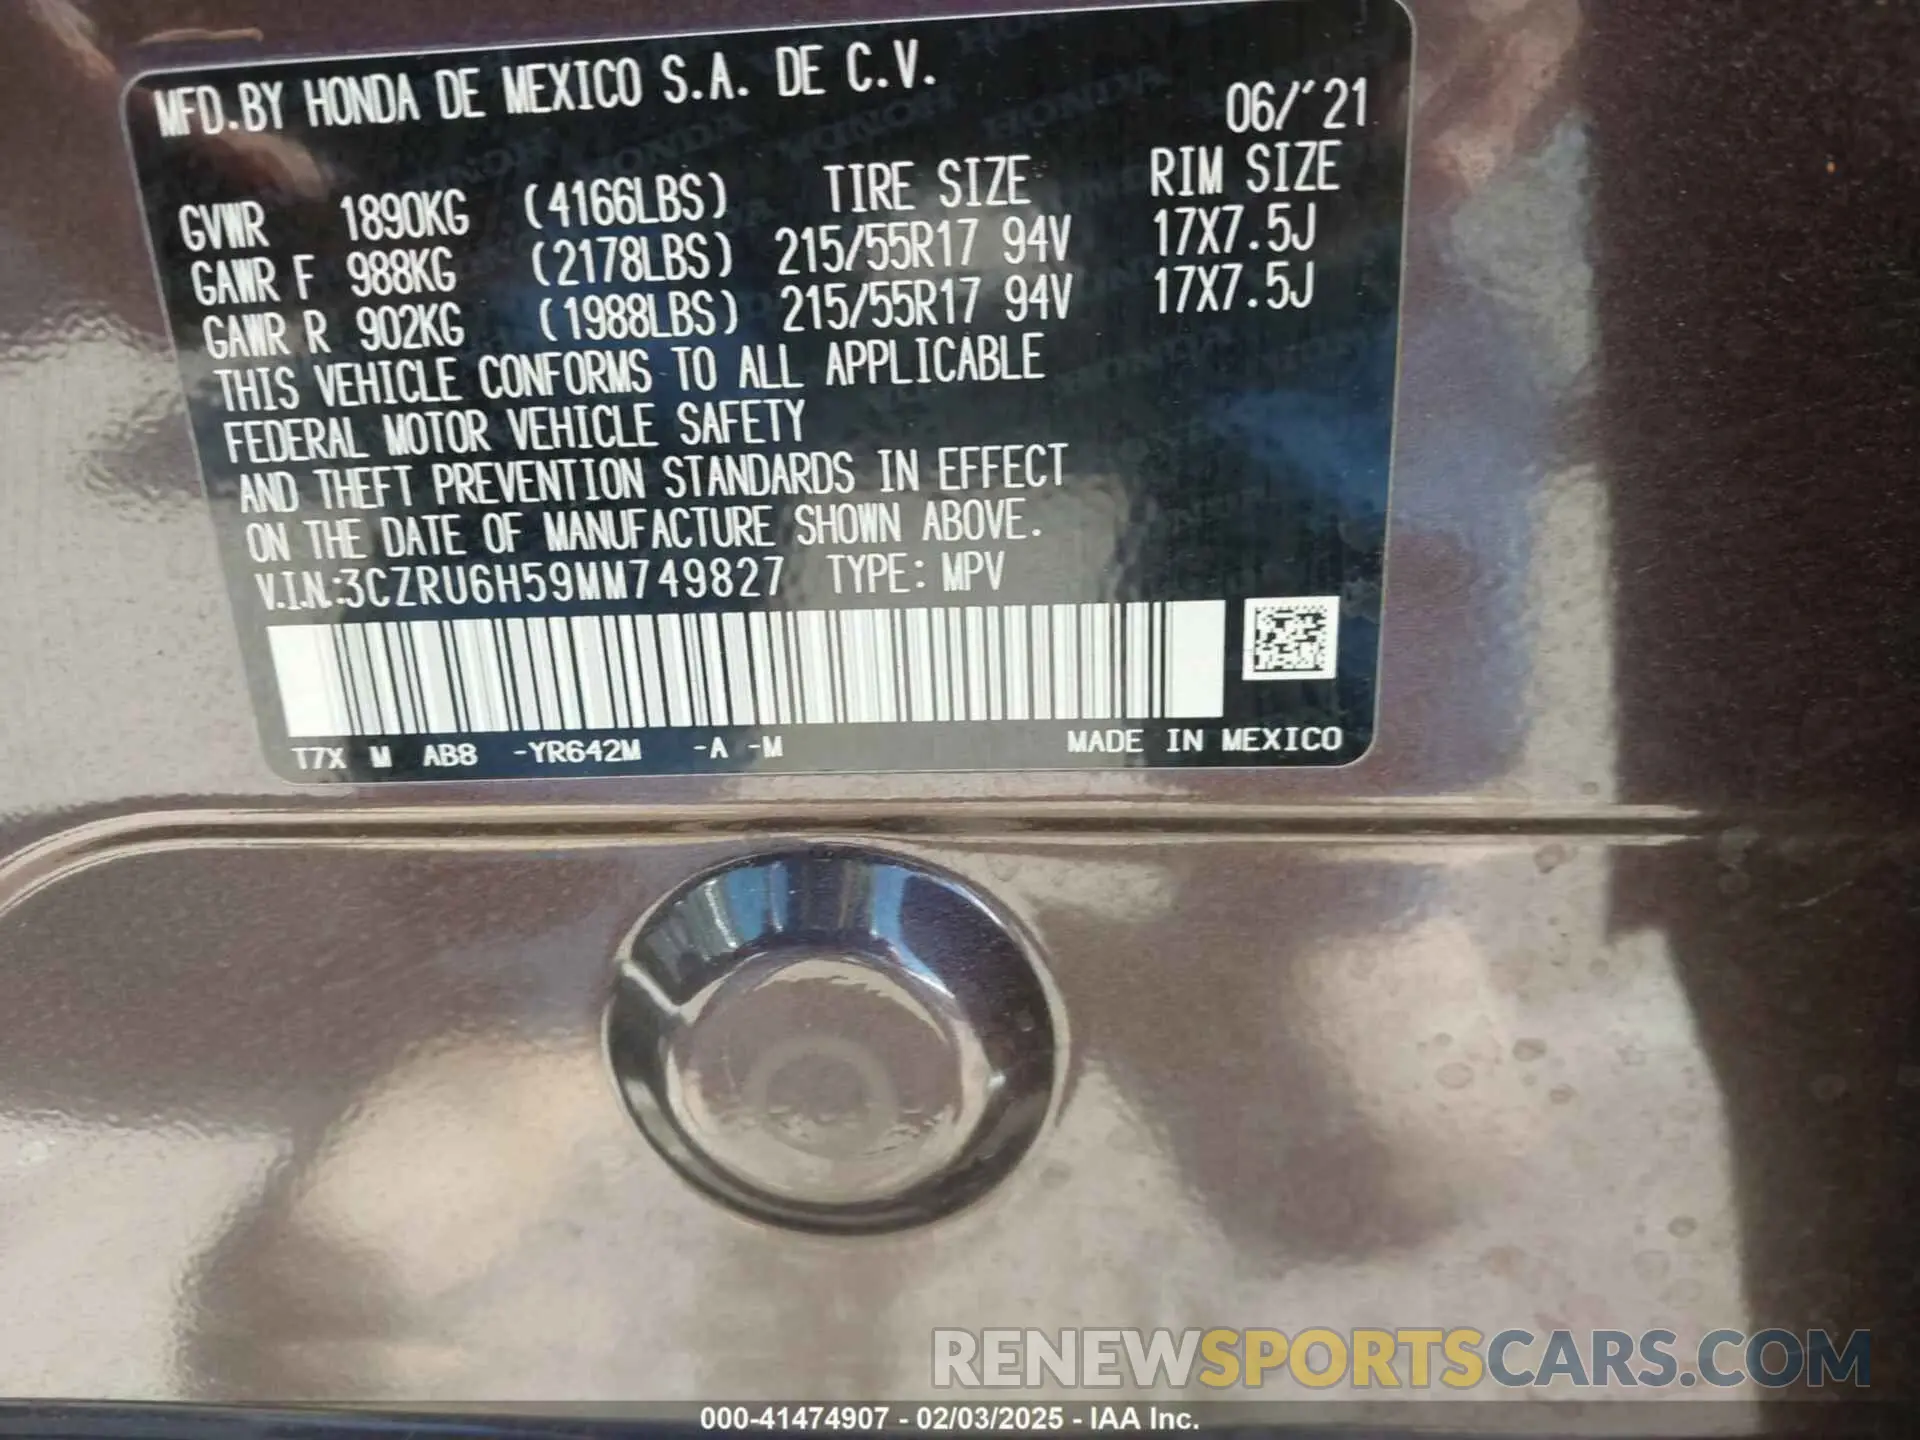 MFD.BY HONDA DE MEXICO S.A. DE C.V.
06/'21
GVWR 1890KG (4166LBS) TIRE SIZE RIM SIZE
GAWR F 988KG (2178LBS) 215/55R17 94V 17X7.5J
GAWR R 902KG (1988LBS) 215/55R17 94V 17X7.5J
THIS VEHICLE CONFORMS TO ALL APPLICABLE
FEDERAL MOTOR VEHICLE SAFETY
AND THEFT PREVENTION STANDARDS IN EFFECT
ON THE DATE OF MANUFACTURE SHOWN ABOVE.
V.I.N.:3CZRU6H59MM749827 TYPE: MPV
T7X M AB8 -YR642M -A -M MADE IN MEXICO
RENEWSPORTSCARS.COM
000-41474907 - 02/03/2025 - IAA Inc.